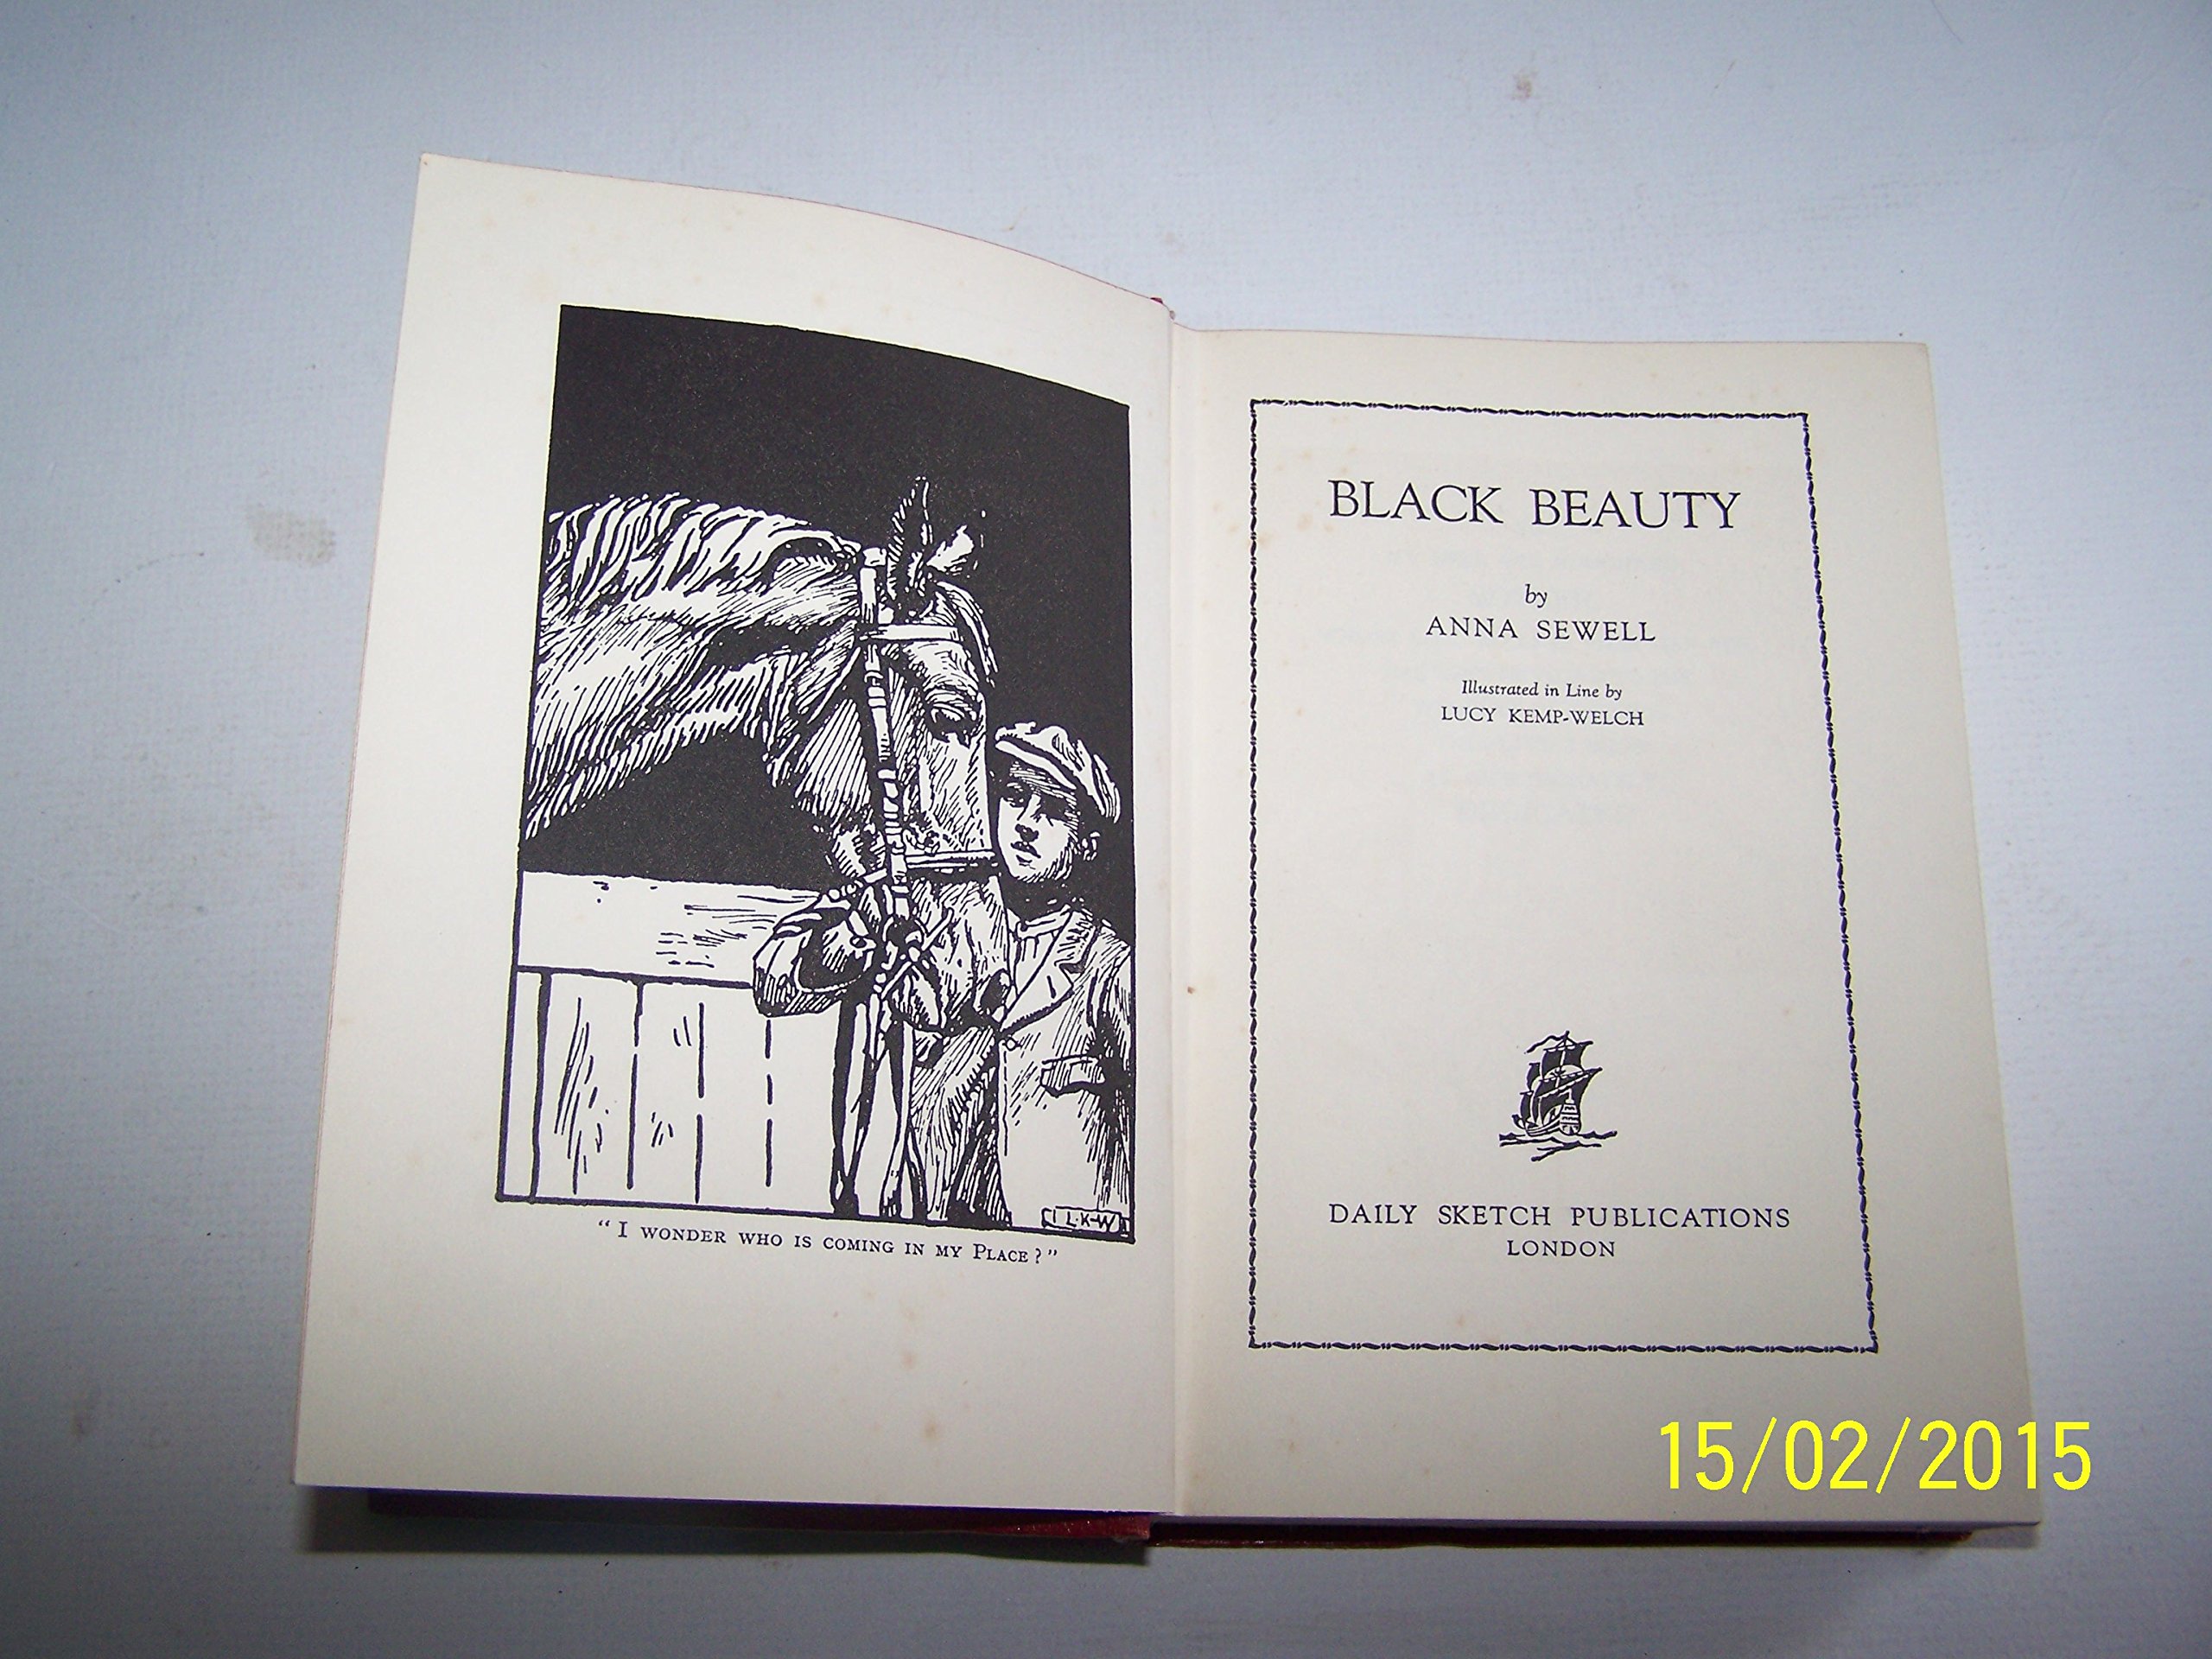 L·K-W
"I WONDER WHO IS COMING IN MY PLACE?"
BLACK BEAUTY
by
ANNA SEWELL
Illustrated in Line by
LUCY KEMP-WELCH
DAILY SKETCH PUBLICATIONS
LONDON
15/02/2015